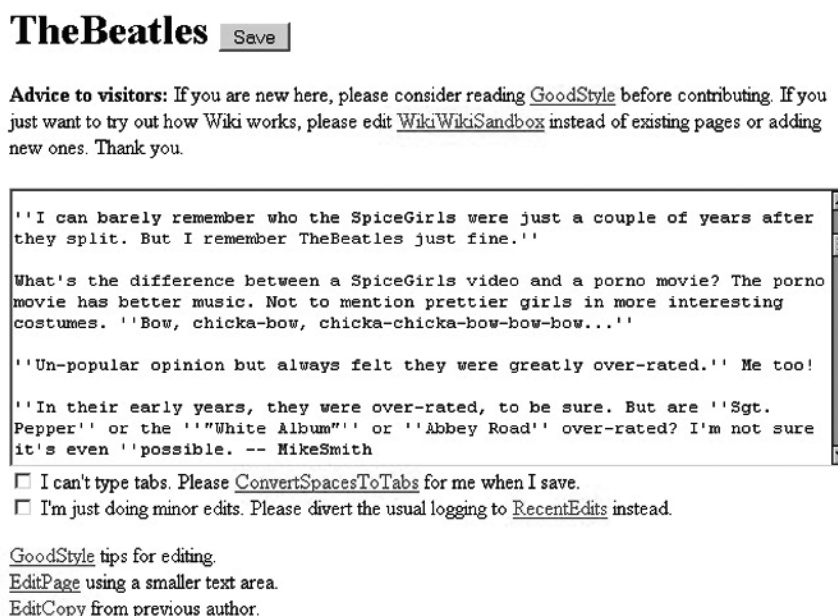 TheBeatles Save
Advice to visitors: If you are new here, please consider reading GoodStyle before contributing. If you
just want to try out how Wiki works, please edit WikiWikiSandbox instead of existing pages or adding
new ones. Thank you.
''I can barely remember who the SpiceGirls were just a couple of years after
they split. But I remember TheBeatles just fine.''
What's the difference between a SpiceGirls video and a porno movie? The porno
movie has better music. Not to mention prettier girls in more interesting
costumes. ''Bow, chicka-bow, chicka-chicka-bow-bow-bow...''
''Un-popular opinion but always felt they were greatly over-rated.'' Me too!
''In their early years, they were over-rated, to be sure. But are ''Sgt.
Pepper'' or the ''"White Album"'' or ''Abbey Road'' over-rated? I'm not sure
it's even ''possible. -- MikeSmith
I can't type tabs. Please ConvertSpacesToTabs for me when I save.
I'm just doing minor edits. Please divert the usual logging to RecentEdits instead.
GoodStyle tips for editing.
EditPage using a smaller text area.
EditCopy from previous author.